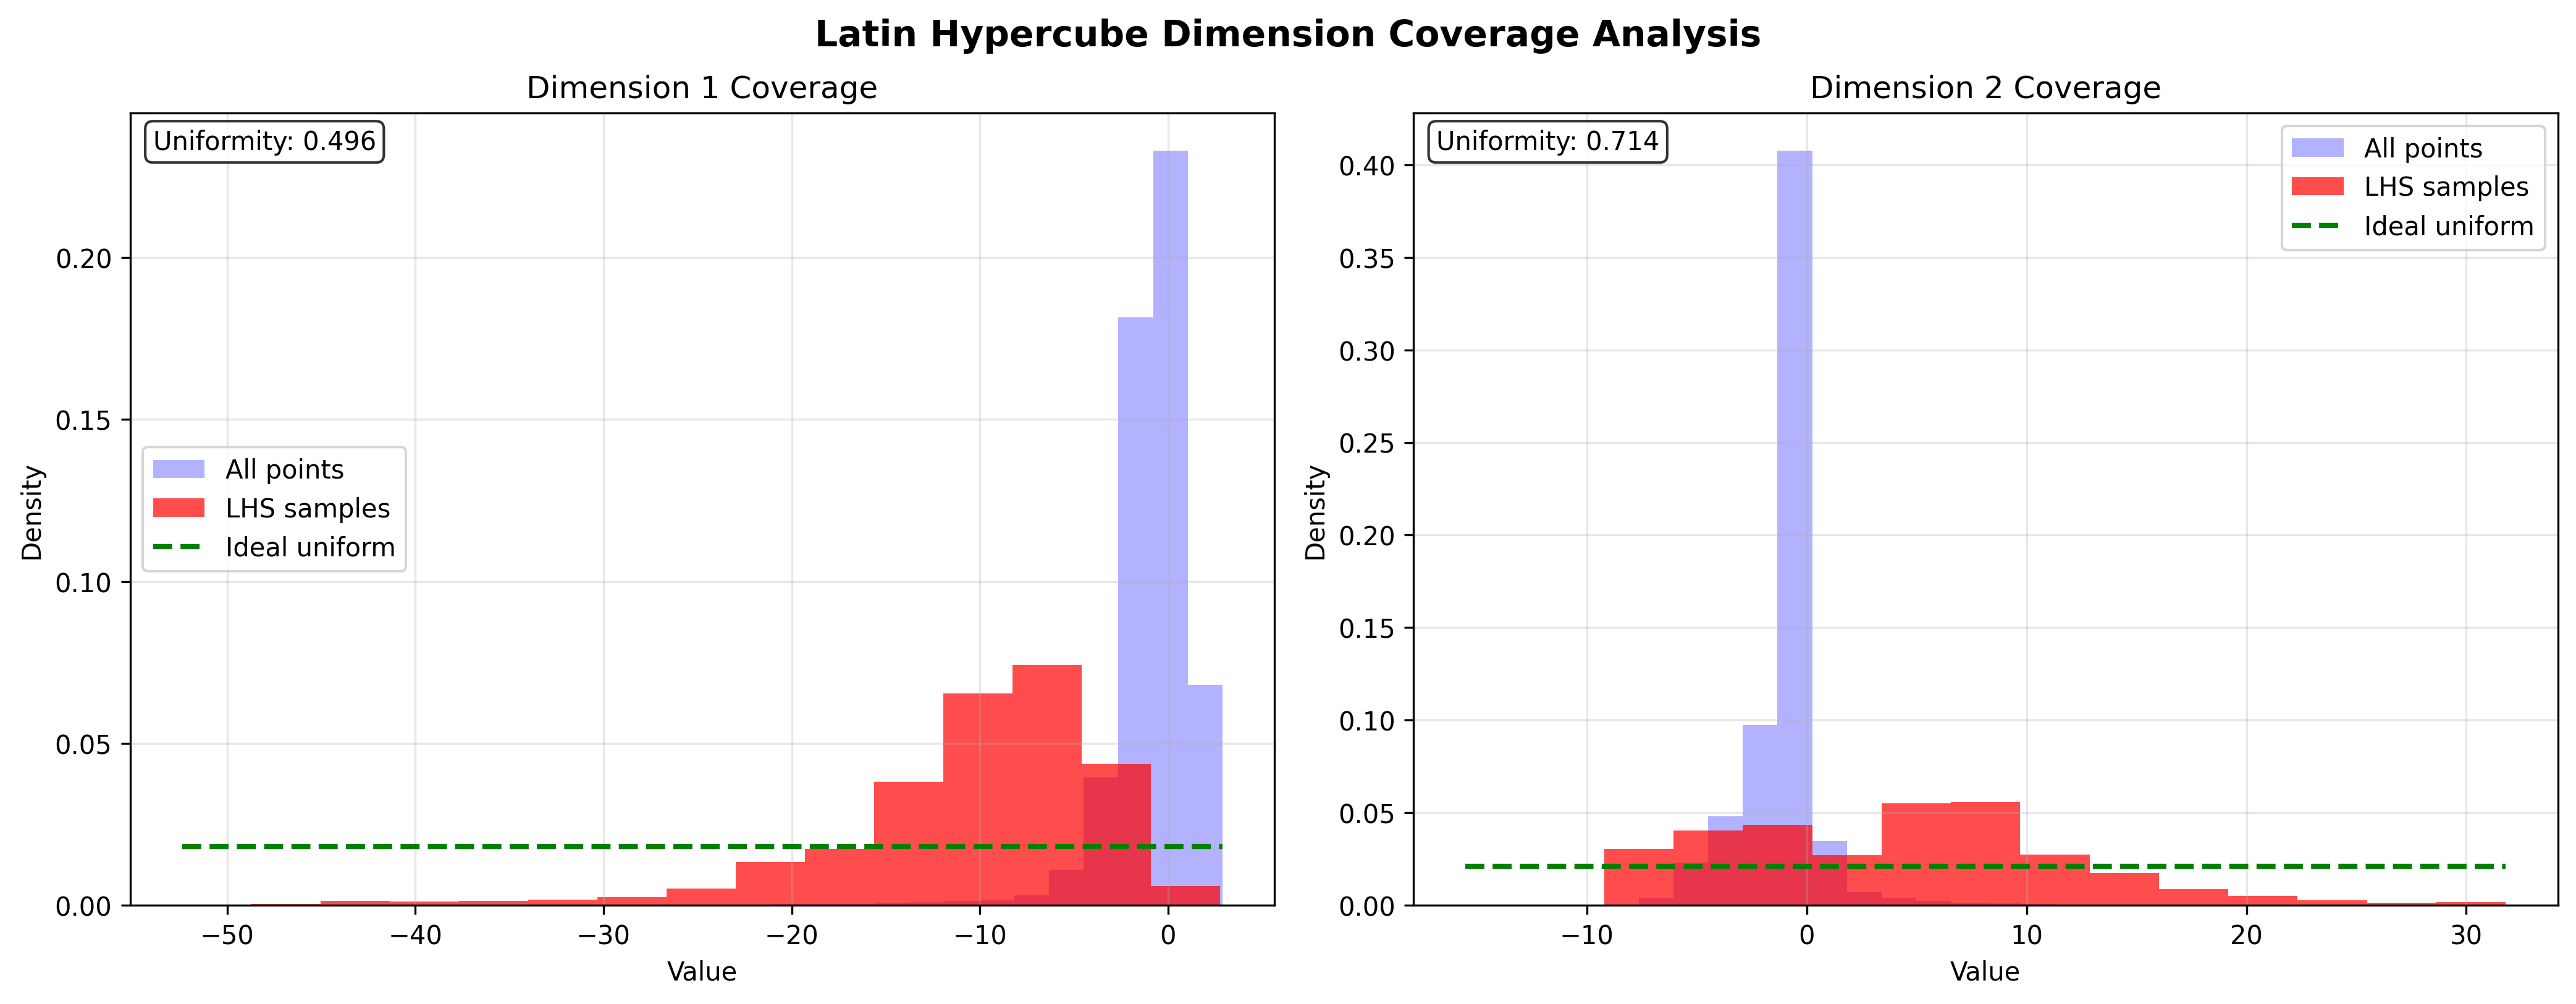 Latin Hypercube Dimension Coverage Analysis
Dimension 1 Coverage
Uniformity: 0.496
0.20
0.15
0.10
0.05
0.00
Density
All points
LHS samples
Ideal uniform
−50
−40
−30
−20
−10
0
Value
Dimension 2 Coverage
Uniformity: 0.714
All points
LHS samples
Ideal uniform
0.40
0.35
0.30
0.25
0.20
0.15
0.10
0.05
0.00
Density
−10
0
10
20
30
Value